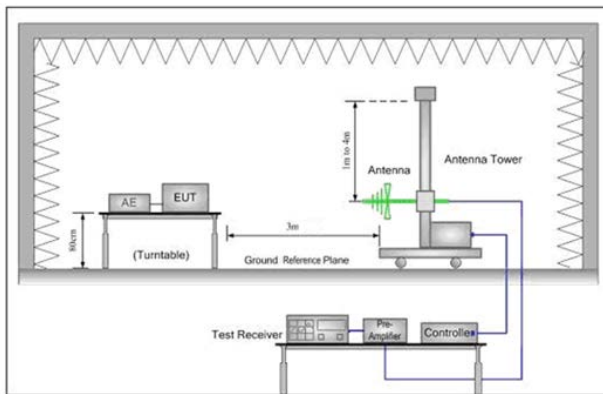 1m to 4m
Antenna
Antenna Tower
AE
EUT
80cm
(Turntable)
3m
Ground Reference Plane
Test Receiver
Pre-
Amplifier
Controller